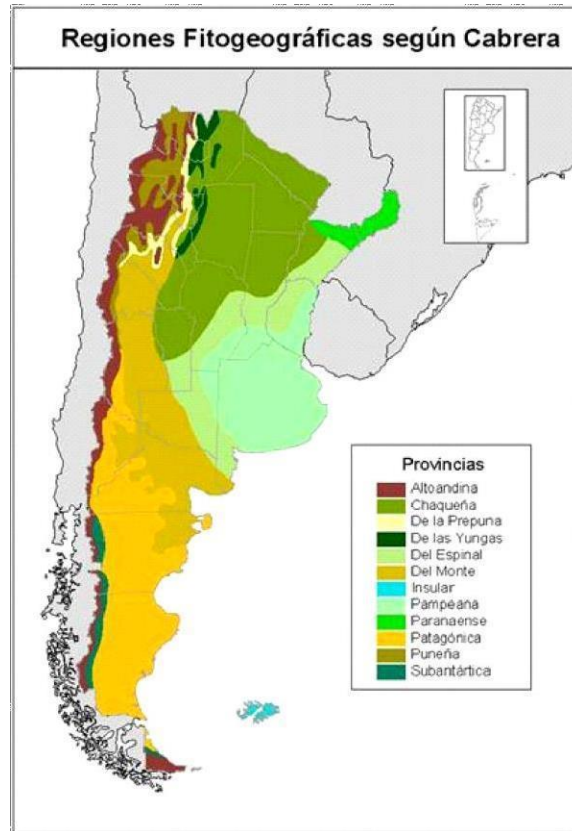 Regiones Fitogeográficas según Cabrera
Provincias
Altoandina
Chaqueña
De la Prepuna
De las Yungas
Del Espinal
Del Monte
Insular
Pampeana
Paranaense
Patagónica
Puneña
Subantártica